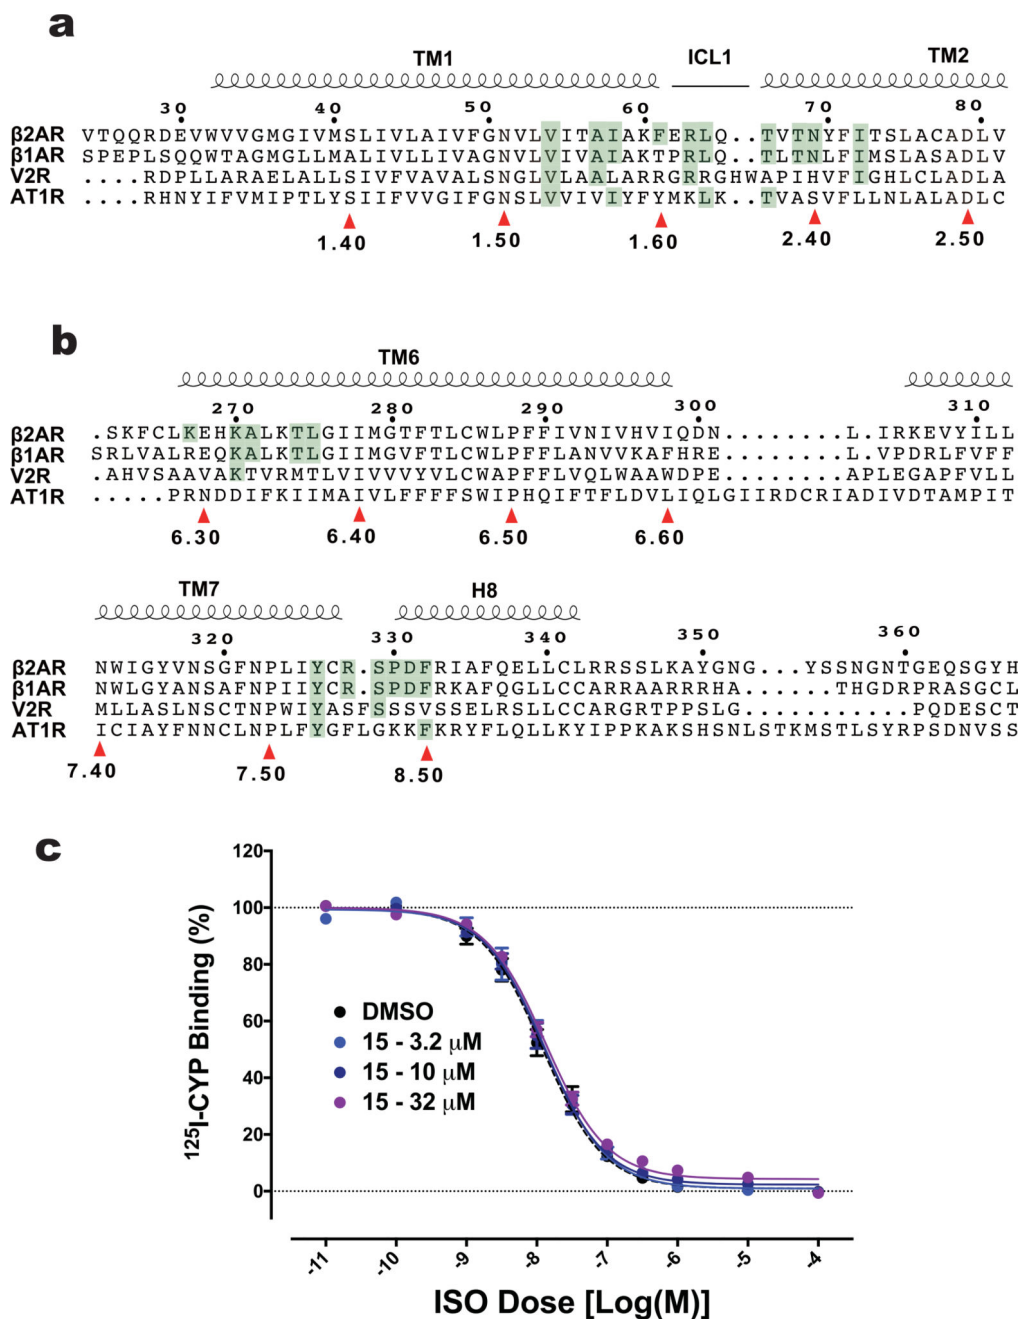 a
TM1 ICL1 TM2
30 40 50 60 70 80
β2AR VTQQRDEVWVVGMGIVMSLIVLAIVFGNVLVITAIAKFERLQ..TVTNYFITSLACADLV
β1AR SPEPLSQQWTAGMGLLMALIVLLIVAGNVLVIVAIAKTPRLQ..TLTNLFIMSLASADLV
V2R ....RDPLLARAELALLSIVFVAVALSNGLVLAALARRGRRGHWAPIHVFIGHLCLADLA
AT1R ....RHNYIFVMIPTLYSIIFVVGIFGNSLVVIVIYFYMKLK..TVASVFLLNLALADLC
1.40 1.50 1.60 2.40 2.50
b
TM6
270 280 290 300 310
β2AR .SKFCLKEHKALKTLGIIMGTFTLCWLPFFIVNIVHVIQDN........L.IRKEVYILL
β1AR SRLVALREQKALKTLGIIMGVFTLCWLPFFLANVVKAFHRE........L.VPDRLFVFF
V2R AHVSAAVAKTVRMTLVIVVVYVLCWAPFFLVQLWAAWDPE........APLEGAPFVLL
AT1R .....PRNDDIFKIIMAIVLFFFFSWIPHQIFTFLDVLIQLGIIRDCRIADIVDTAMPIT
6.30 6.40 6.50 6.60
TM7 H8
320 330 340 350 360
β2AR NWIGYVNSGFNPLIYCR.SPDFRIAFQELLCLRRSSLKAYGNG...YSSNGNTGEQSGYH
β1AR NWLGYANSAFNPIIYCR.SPDFRKAFQGLLCCARRAARRRHA.......THGDRPRASGCL
V2R MLLASLNSCTNPWIYASFSSSVSSELRSLLCCARGRTPPSLG...........PQDESCT
AT1R ICIAYFNNCLNPLFYGFLGKKFKRYFLQLLKYIPPKAKSHSNLSTKMSTLSYRPSDNVSS
7.40 7.50 8.50
c
120
100
80
60
40
20
0
¹²⁵I-CYP Binding (%)
DMSO
15 - 3.2 μM
15 - 10 μM
15 - 32 μM
-11 -10 -9 -8 -7 -6 -5 -4
ISO Dose [Log(M)]